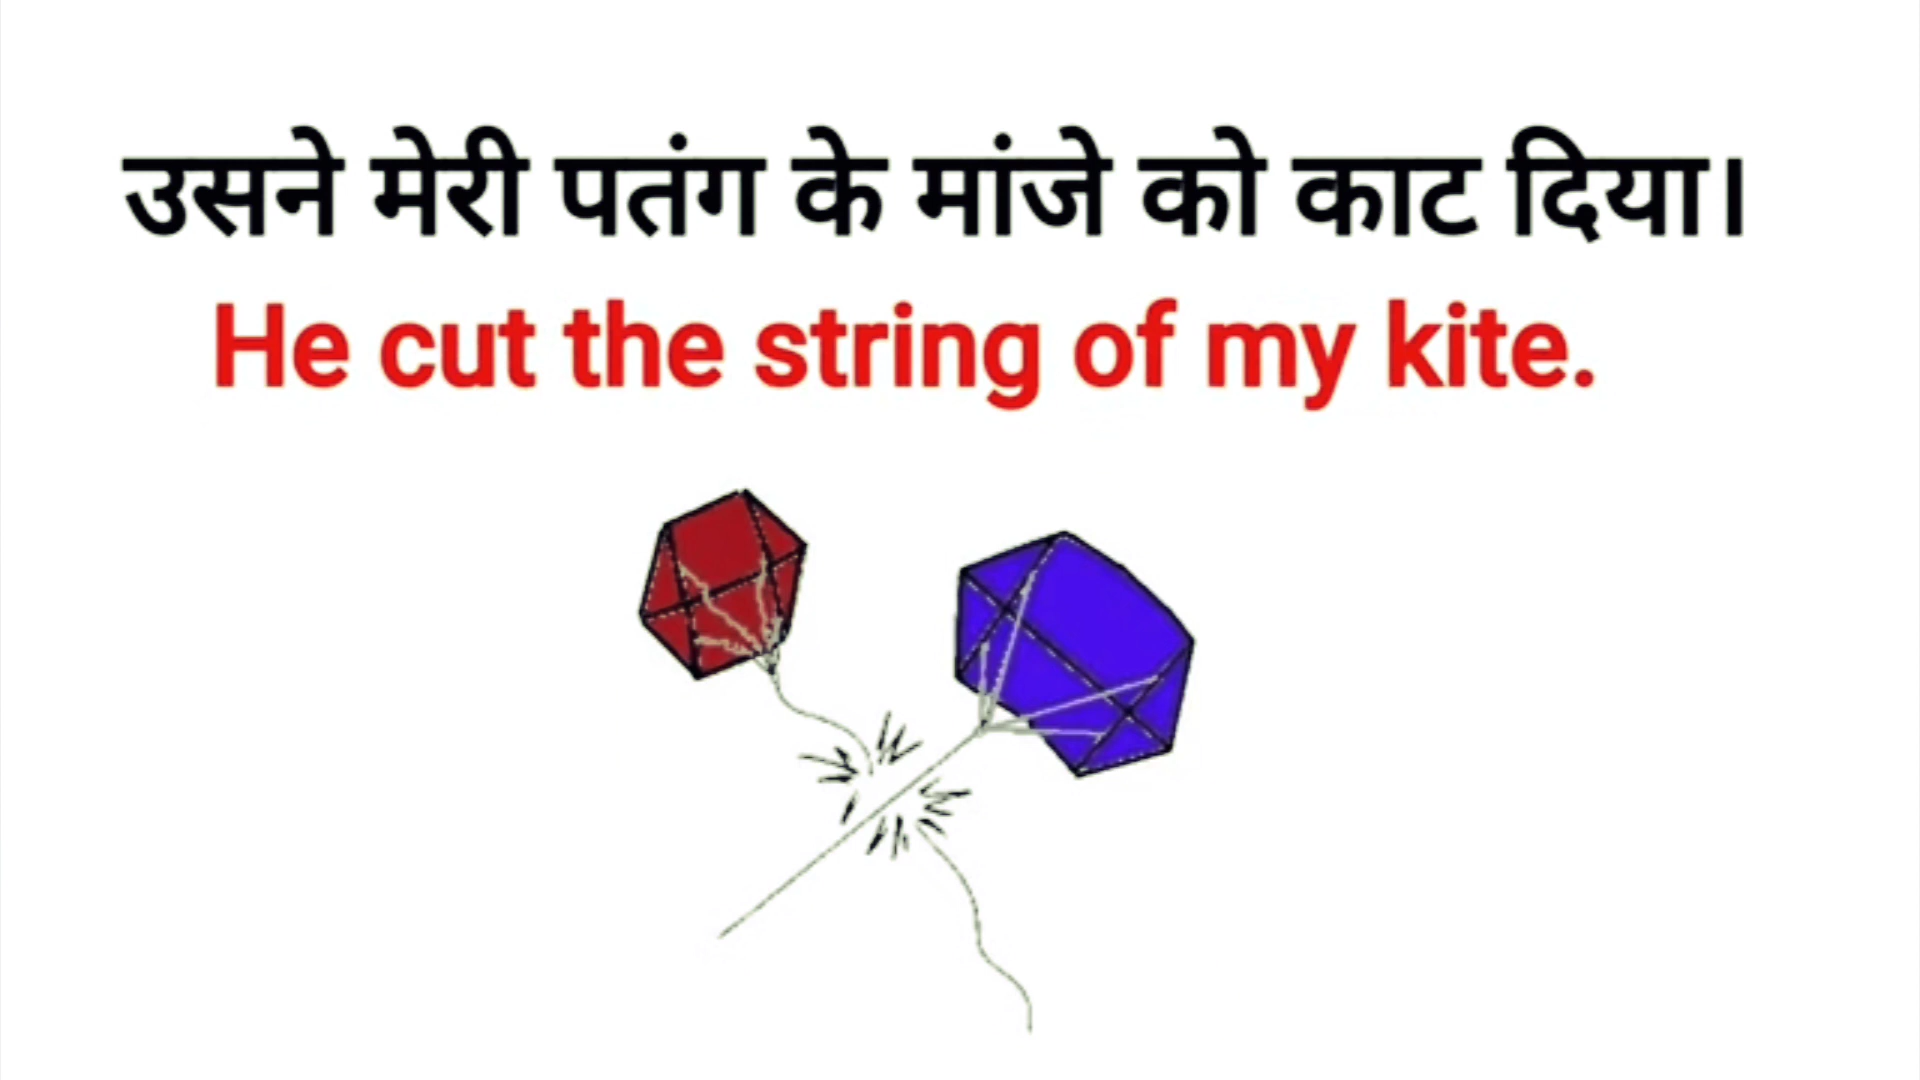 उसने मेरी पतंग के मांजे को काट दिया।
He cut the string of my kite.